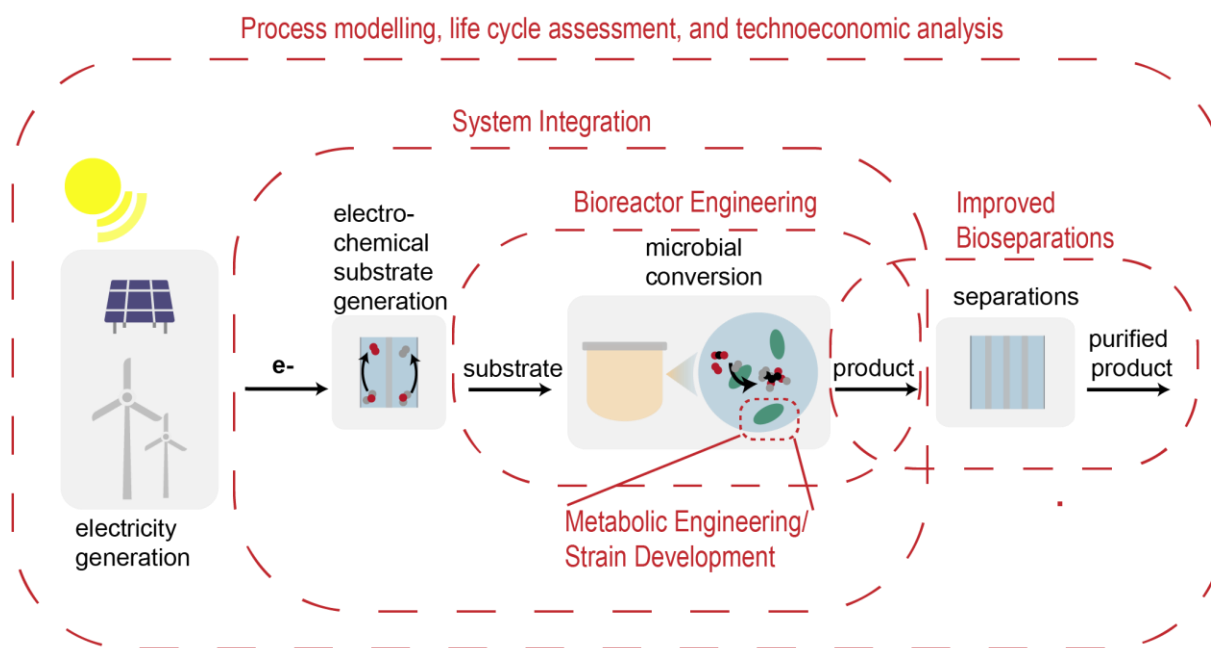 Process modelling, life cycle assessment, and technoeconomic analysis
System Integration
Bioreactor Engineering
Improved
Bioseparations
electro-
chemical
substrate
generation
microbial
conversion
separations
purified
product
e-
substrate
product
electricity
generation
Metabolic Engineering/
Strain Development